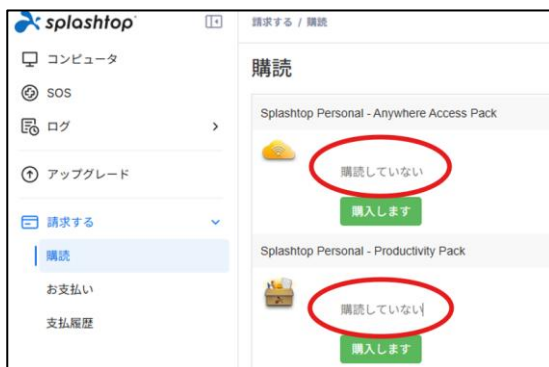 splashtop
コンピュータ
SOS
ログ
アップグレード
請求する
購読
お支払い
支払履歴
請求する / 購読
購読
Splashtop Personal - Anywhere Access Pack
購読していない
購入します
Splashtop Personal - Productivity Pack
購読していない
購入します